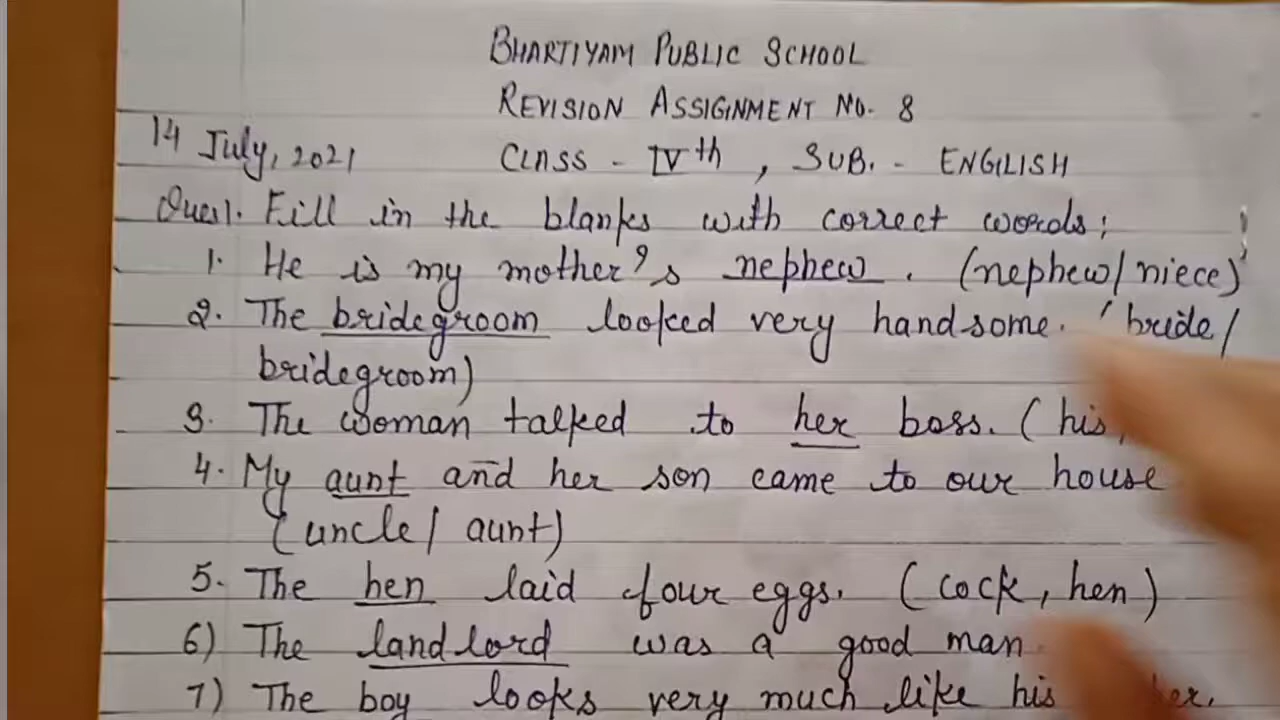 BHARTIYAM PUBLIC SCHOOL
REVISION ASSIGNMENT NO. 8
14 July, 2021
CLASS - IVth, SUB. - ENGLISH
Ques1. Fill in the blanks with correct words:
1. He is my mother's nephew. (nephew/niece)
2. The bridegroom looked very handsome. (bride/
bridegroom)
3. The woman talked to her boss. (his,
4. My aunt and her son came to our house
(uncle/ aunt)
5. The hen laid four eggs. (cock, hen)
6) The landlord was a good man.
7) The boy looks very much like his